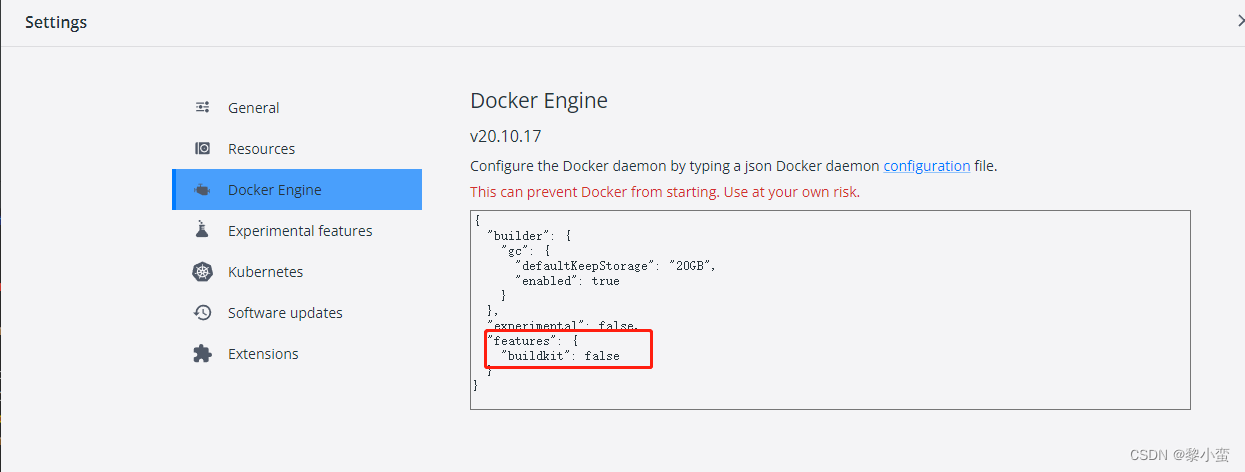 Settings
General
Resources
Docker Engine
Experimental features
Kubernetes
Software updates
Extensions
Docker Engine
v20.10.17
Configure the Docker daemon by typing a json Docker daemon configuration file.
This can prevent Docker from starting. Use at your own risk.
{
  "builder": {
    "gc": {
      "defaultKeepStorage": "20GB",
      "enabled": true
    }
  },
  "experimental": false,
  "features": {
    "buildkit": false
  }
}
CSDN @黎小蛮